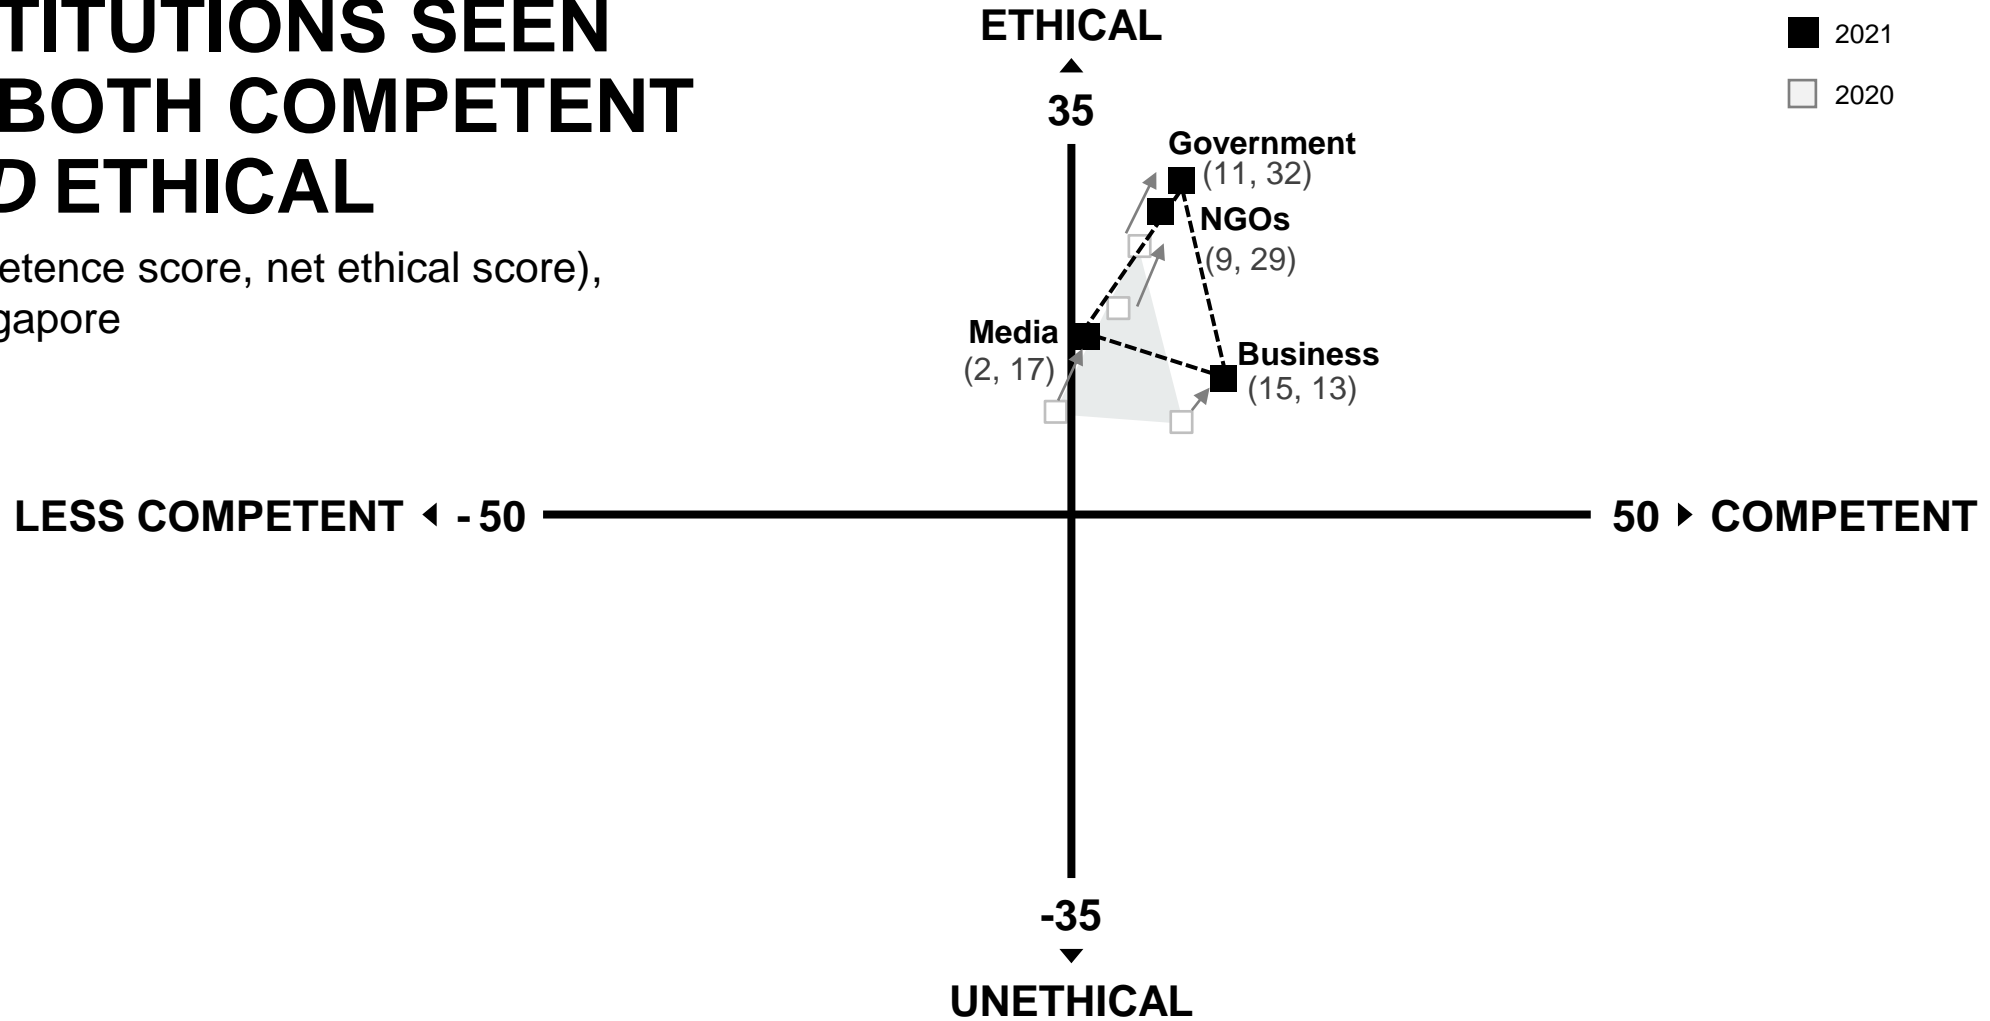 TITUTIONS SEEN
BOTH COMPETENT
D ETHICAL
etence score, net ethical score),
gapore
ETHICAL
35
2021
2020
Government
(11, 32)
NGOs
(9, 29)
Media
(2, 17)
Business
(15, 13)
LESS COMPETENT
- 50
50
COMPETENT
-35
UNETHICAL